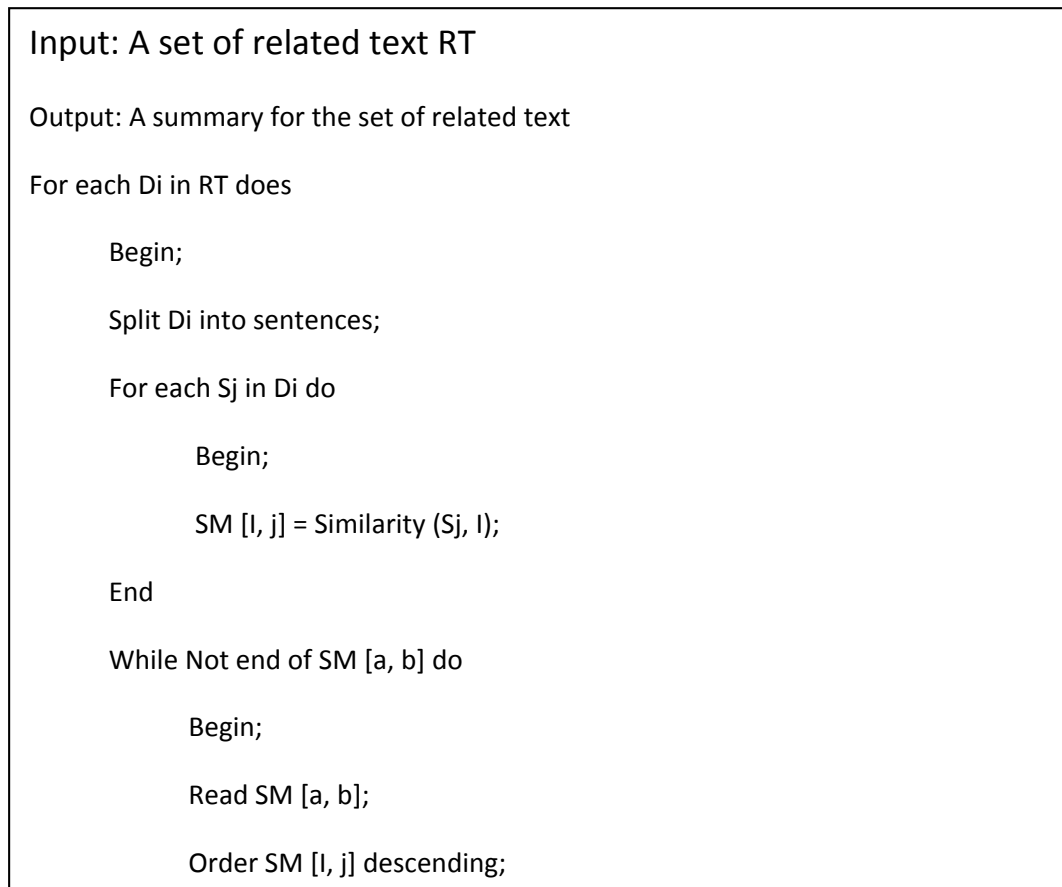 Input: A set of related text RT
Output: A summary for the set of related text
For each Di in RT does
Begin;
Split Di into sentences;
For each Sj in Di do
Begin;
SM [I, j] = Similarity (Sj, I);
End
While Not end of SM [a, b] do
Begin;
Read SM [a, b];
Order SM [I, j] descending;